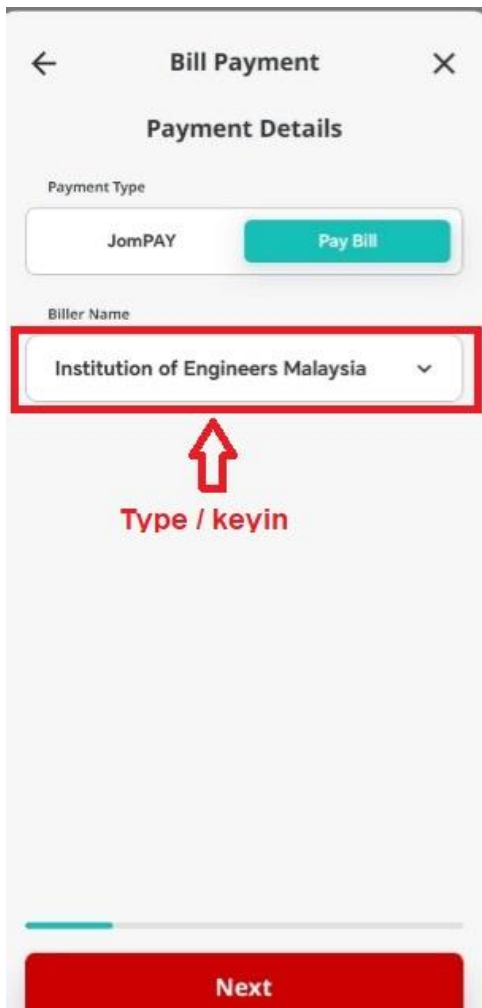 Bill Payment
Payment Details
Payment Type
JomPAY
Pay Bill
Biller Name
Institution of Engineers Malaysia
Type / keyin
Next